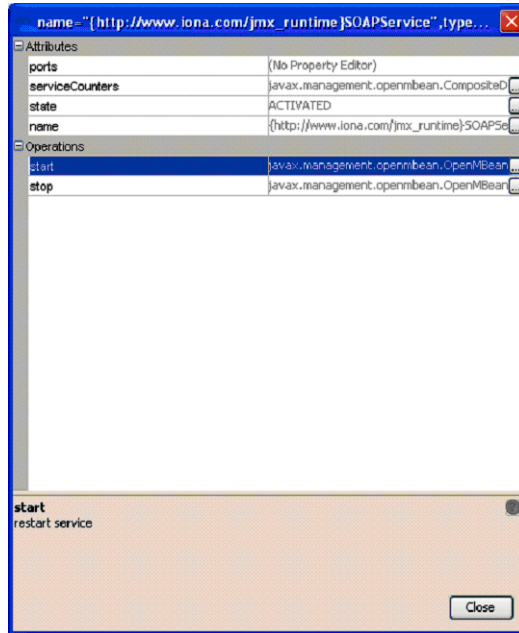 name="{http://www.iona.com/jmx_runtime}SOAPService",type...
Attributes
ports (No Property Editor)
serviceCounters javax.management.openmbean.CompositeD ...
state ACTIVATED ...
name {http://www.iona.com/jmx_runtime}SOAPSe ...
Operations
start javax.management.openmbean.OpenMBean ...
stop javax.management.openmbean.OpenMBean ...
start
restart service
Close